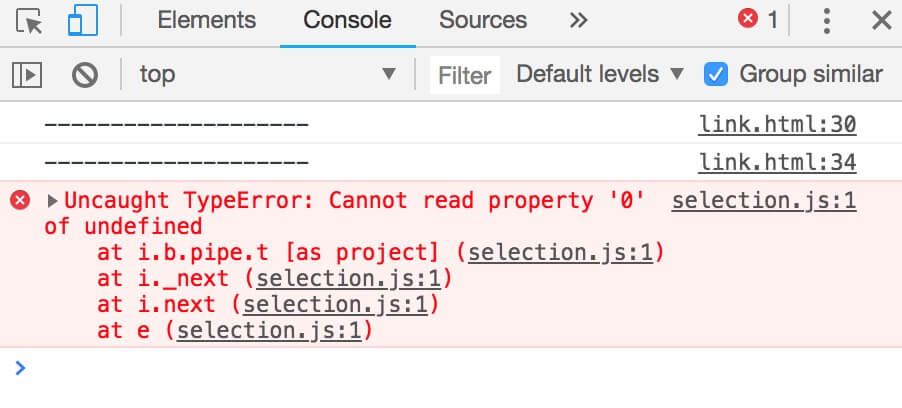 Elements Console Sources » 1
top Filter Default levels Group similar
-------------------- link.html:30
-------------------- link.html:34
Uncaught TypeError: Cannot read property '0' selection.js:1
of undefined
at i.b.pipe.t [as project] (selection.js:1)
at i._next (selection.js:1)
at i.next (selection.js:1)
at e (selection.js:1)
>